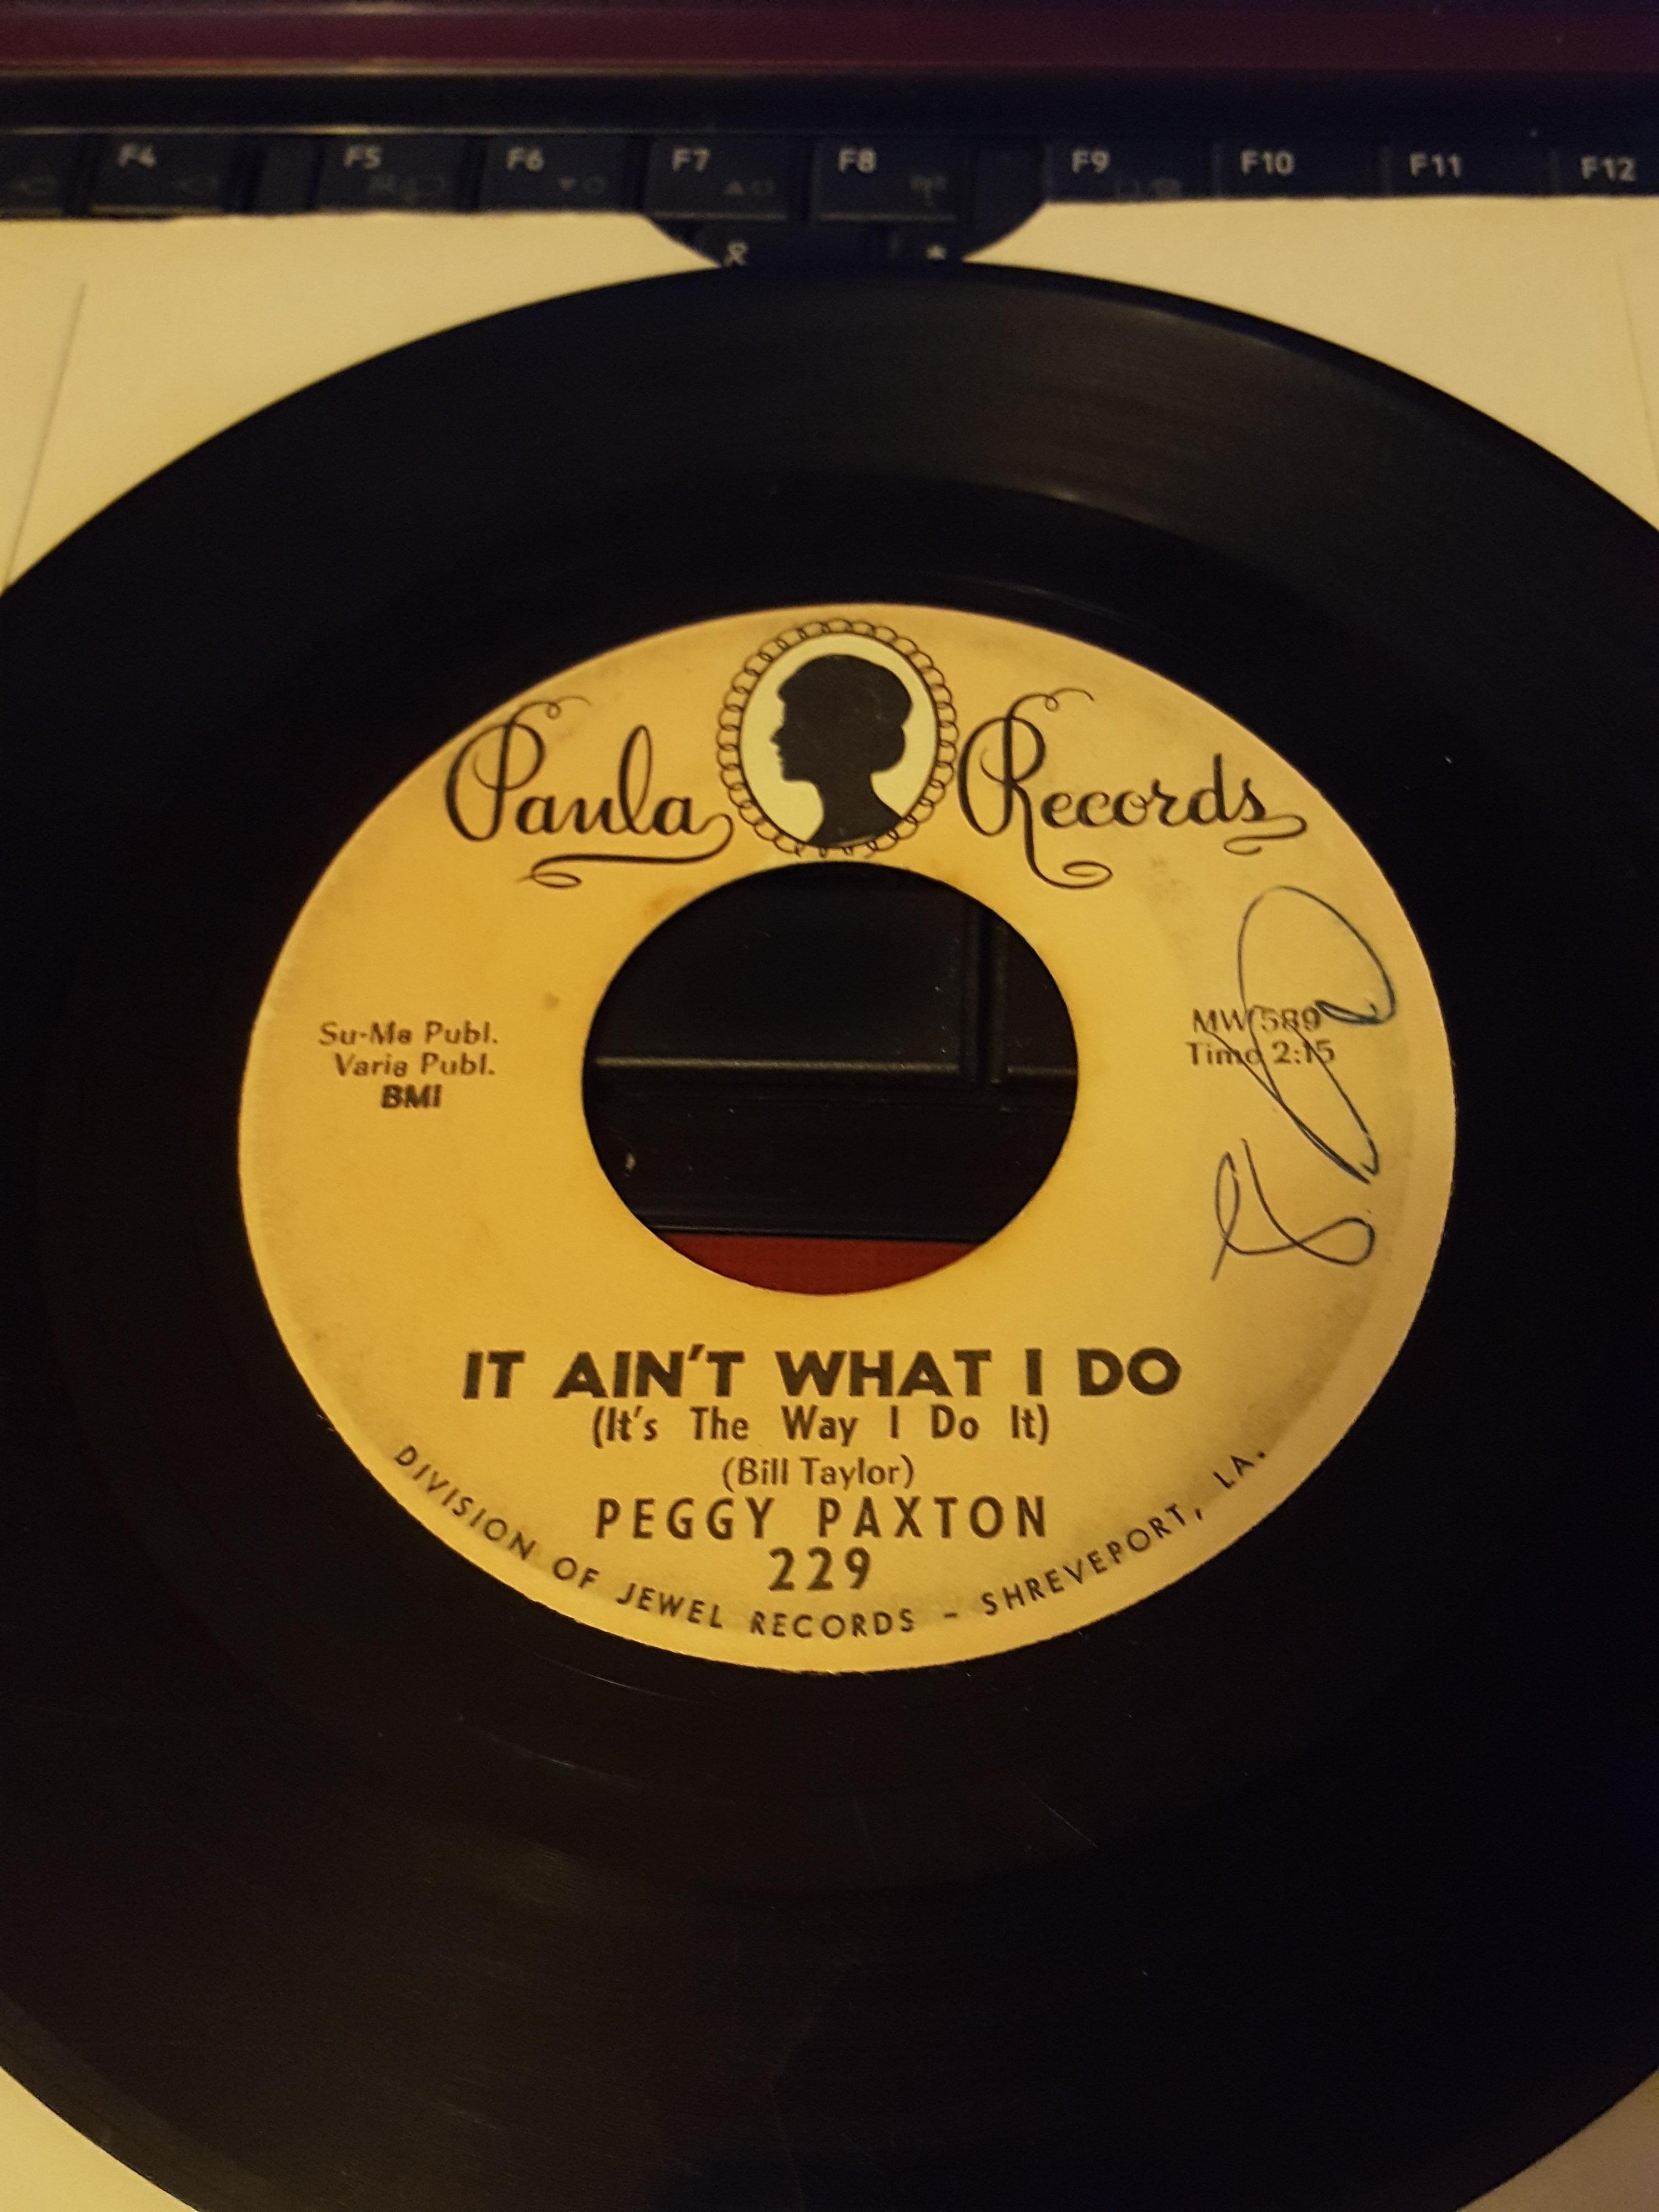 F4 F5 F6 F7 F8 F9 F10 F11 F12
& *
Paula Records
Su-Ma Publ.
Varia Publ.
BMI
MW 589
Time 2:15
IT AIN'T WHAT I DO
(It's The Way I Do It)
(Bill Taylor)
PEGGY PAXTON
229
DIVISION OF JEWEL RECORDS – SHREVEPORT, LA.